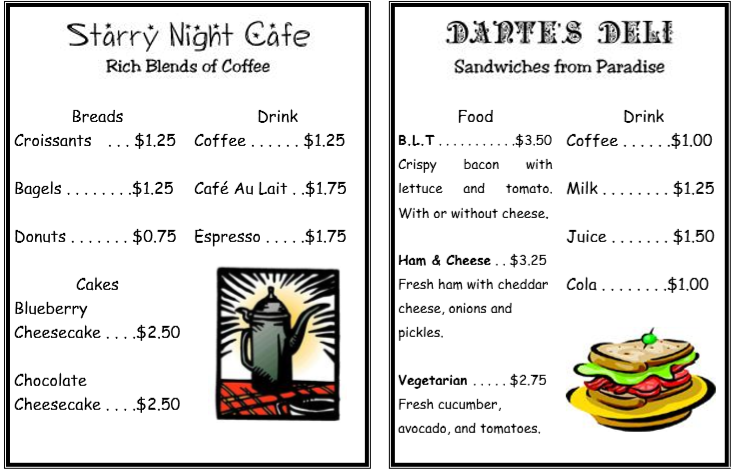 Starry Night Cafe
Rich Blends of Coffee
Breads
Croissants . . . $1.25
Bagels . . . . . . . .$1.25
Donuts . . . . . . . $0.75
Cakes
Blueberry
Cheesecake . . . .$2.50
Chocolate
Cheesecake . . . .$2.50
Drink
Coffee . . . . . . $1.25
Café Au Lait . .$1.75
Espresso . . . . .$1.75
DANTE'S DELI
Sandwiches from Paradise
Food
B.L.T . . . . . . . . . . .$3.50
Crispy bacon with
lettuce and tomato.
With or without cheese.
Ham & Cheese . . $3.25
Fresh ham with cheddar
cheese, onions and
pickles.
Vegetarian . . . . . $2.75
Fresh cucumber,
avocado, and tomatoes.
Drink
Coffee . . . . . .$1.00
Milk . . . . . . . . $1.25
Juice . . . . . . . $1.50
Cola . . . . . . . .$1.00